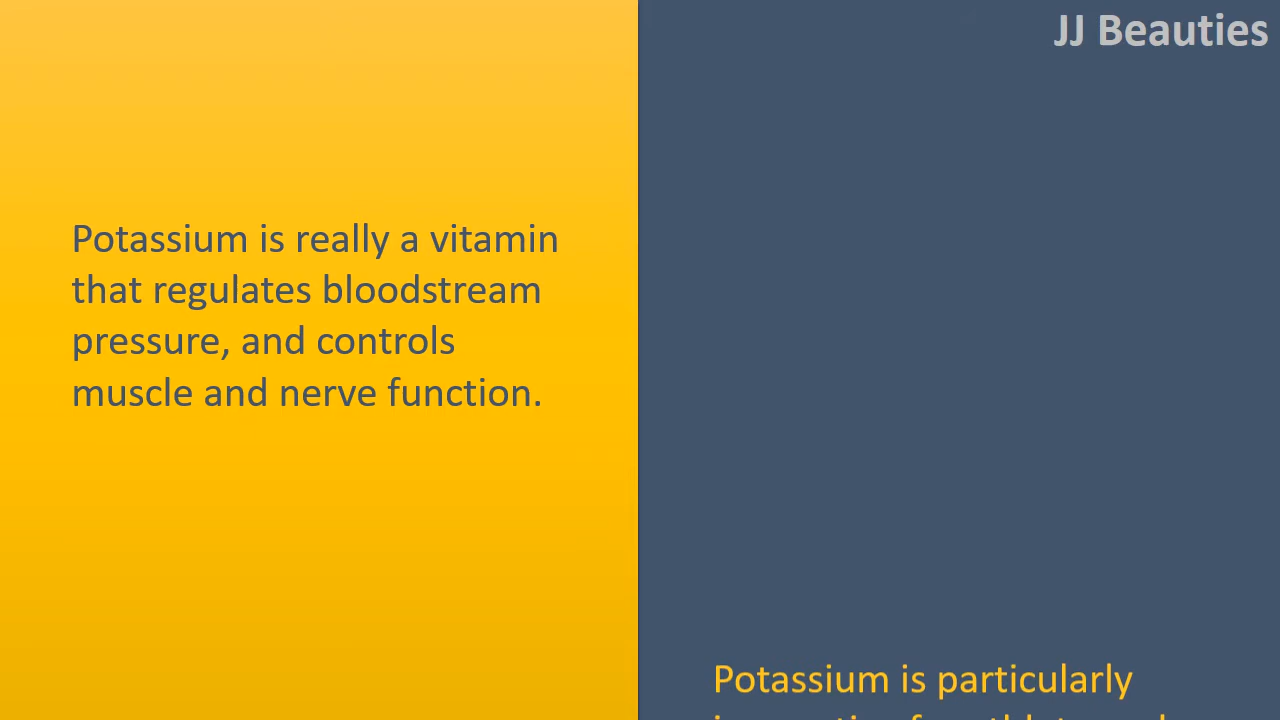 JJ Beauties
Potassium is really a vitamin
that regulates bloodstream
pressure, and controls
muscle and nerve function.
Potassium is particularly